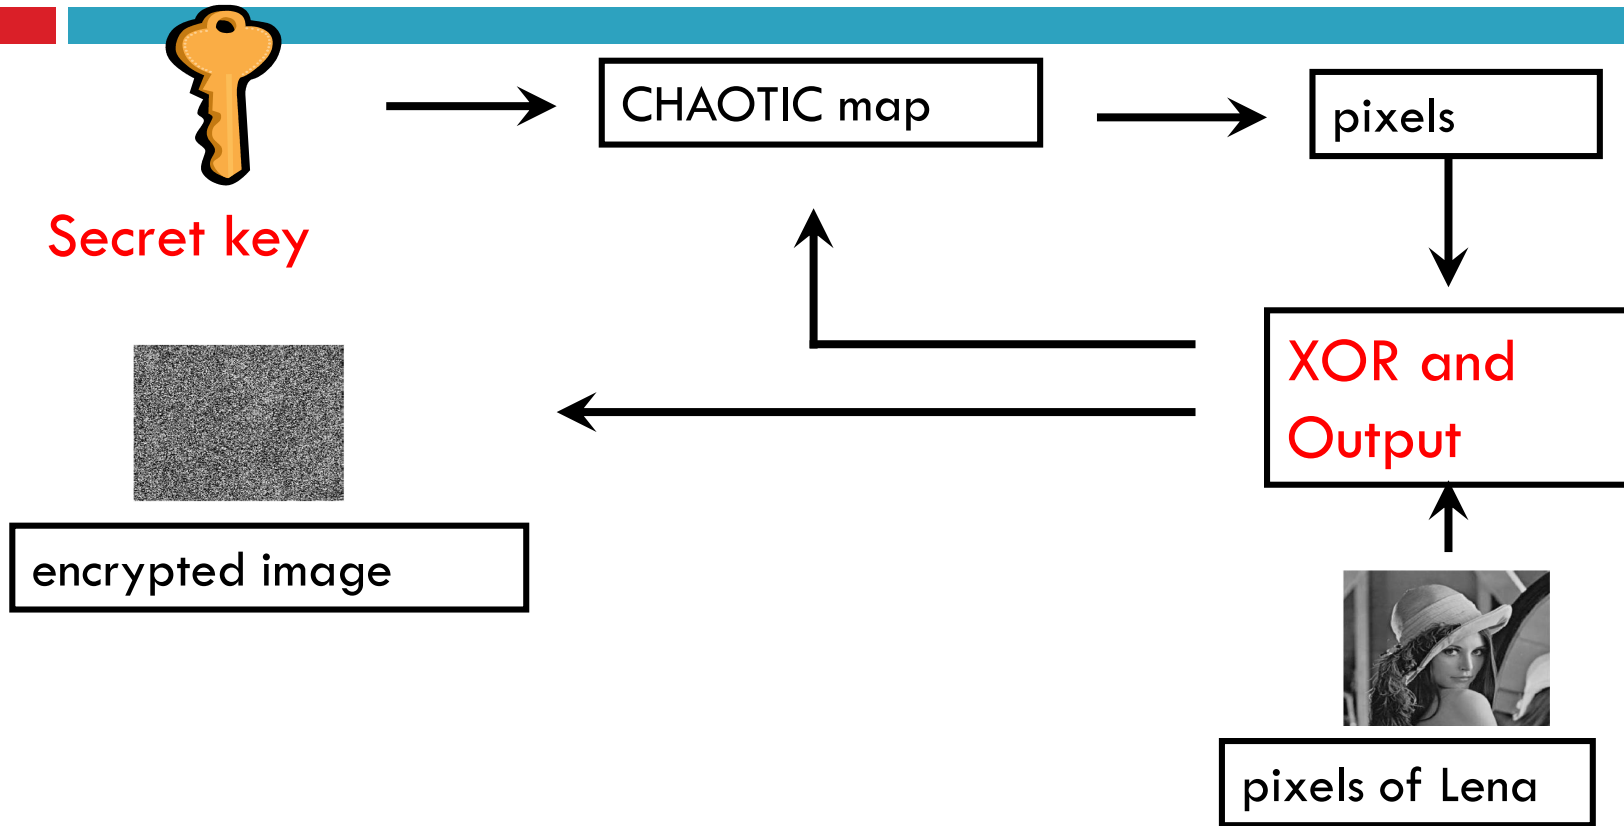 CHAOTIC map
pixels
Secret key
XOR and
Output
encrypted image
pixels of Lena